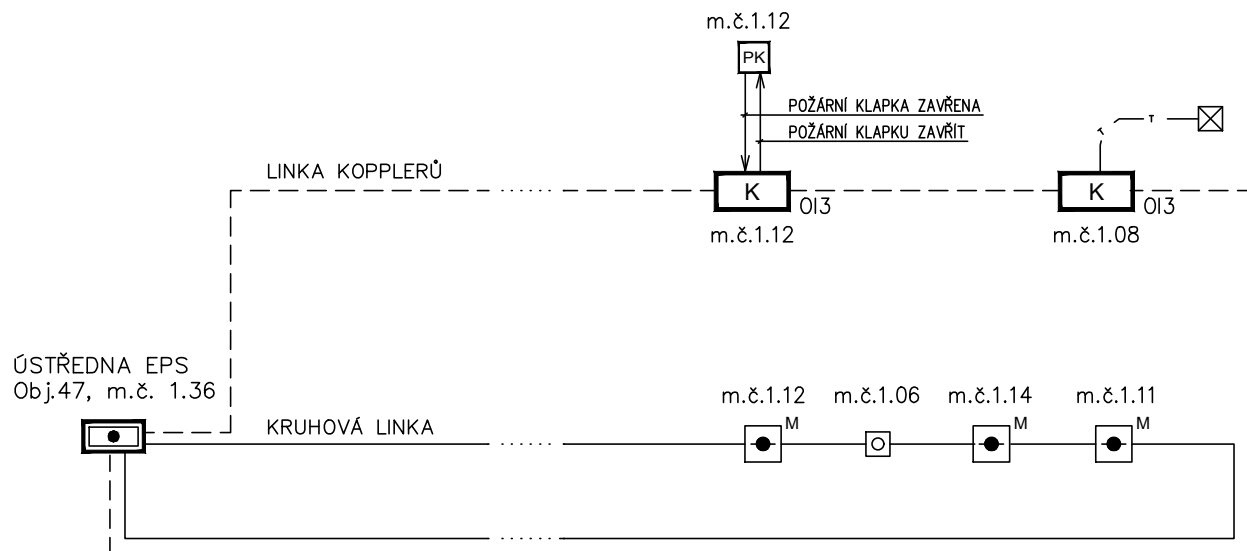 m.č.1.12
PK
POŽÁRNÍ KLAPKA ZAVŘENA
POŽÁRNÍ KLAPKU ZAVŘÍT
T
T
LINKA KOPPLERŮ
K
OI3
K
OI3
m.č.1.12
m.č.1.08
ÚSTŘEDNA EPS
Obj.47, m.č. 1.36
m.č.1.12
m.č.1.06
m.č.1.14
m.č.1.11
KRUHOVÁ LINKA
M
M
M